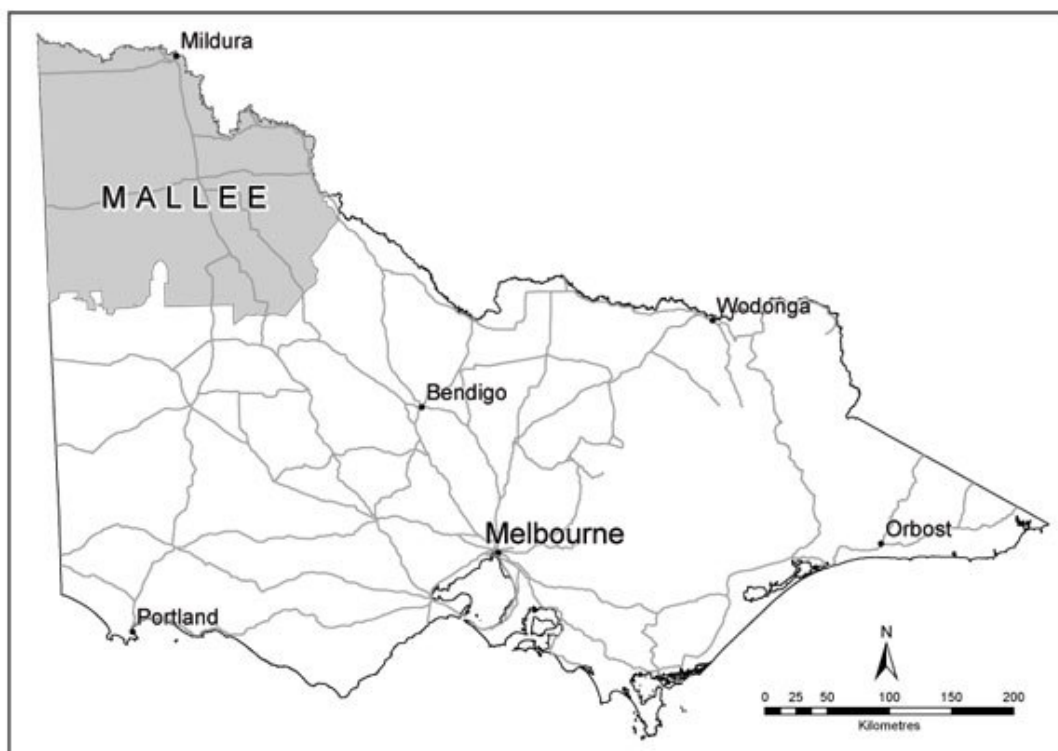 Mildura
MALLEE
Wodonga
Bendigo
Melbourne
Orbost
Portland
N
0 25 50 100 150 200
Kilometres